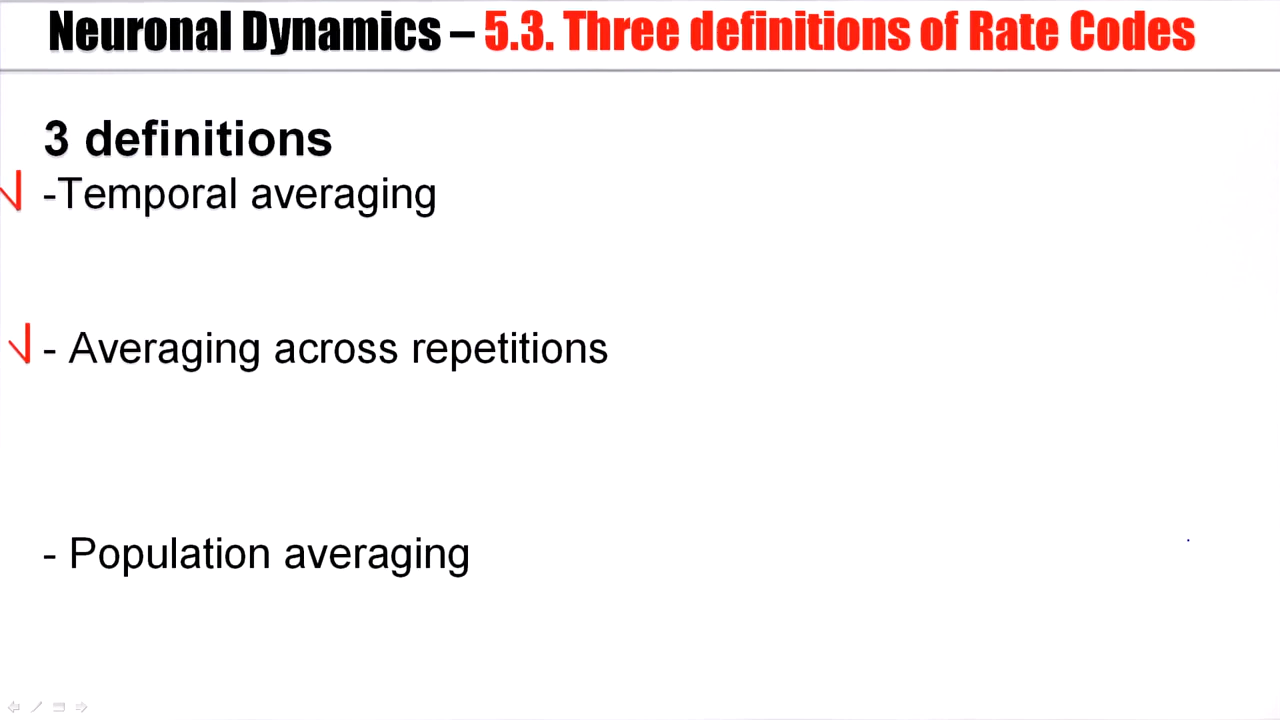 Neuronal Dynamics – 5.3. Three definitions of Rate Codes
3 definitions
-Temporal averaging
- Averaging across repetitions
- Population averaging